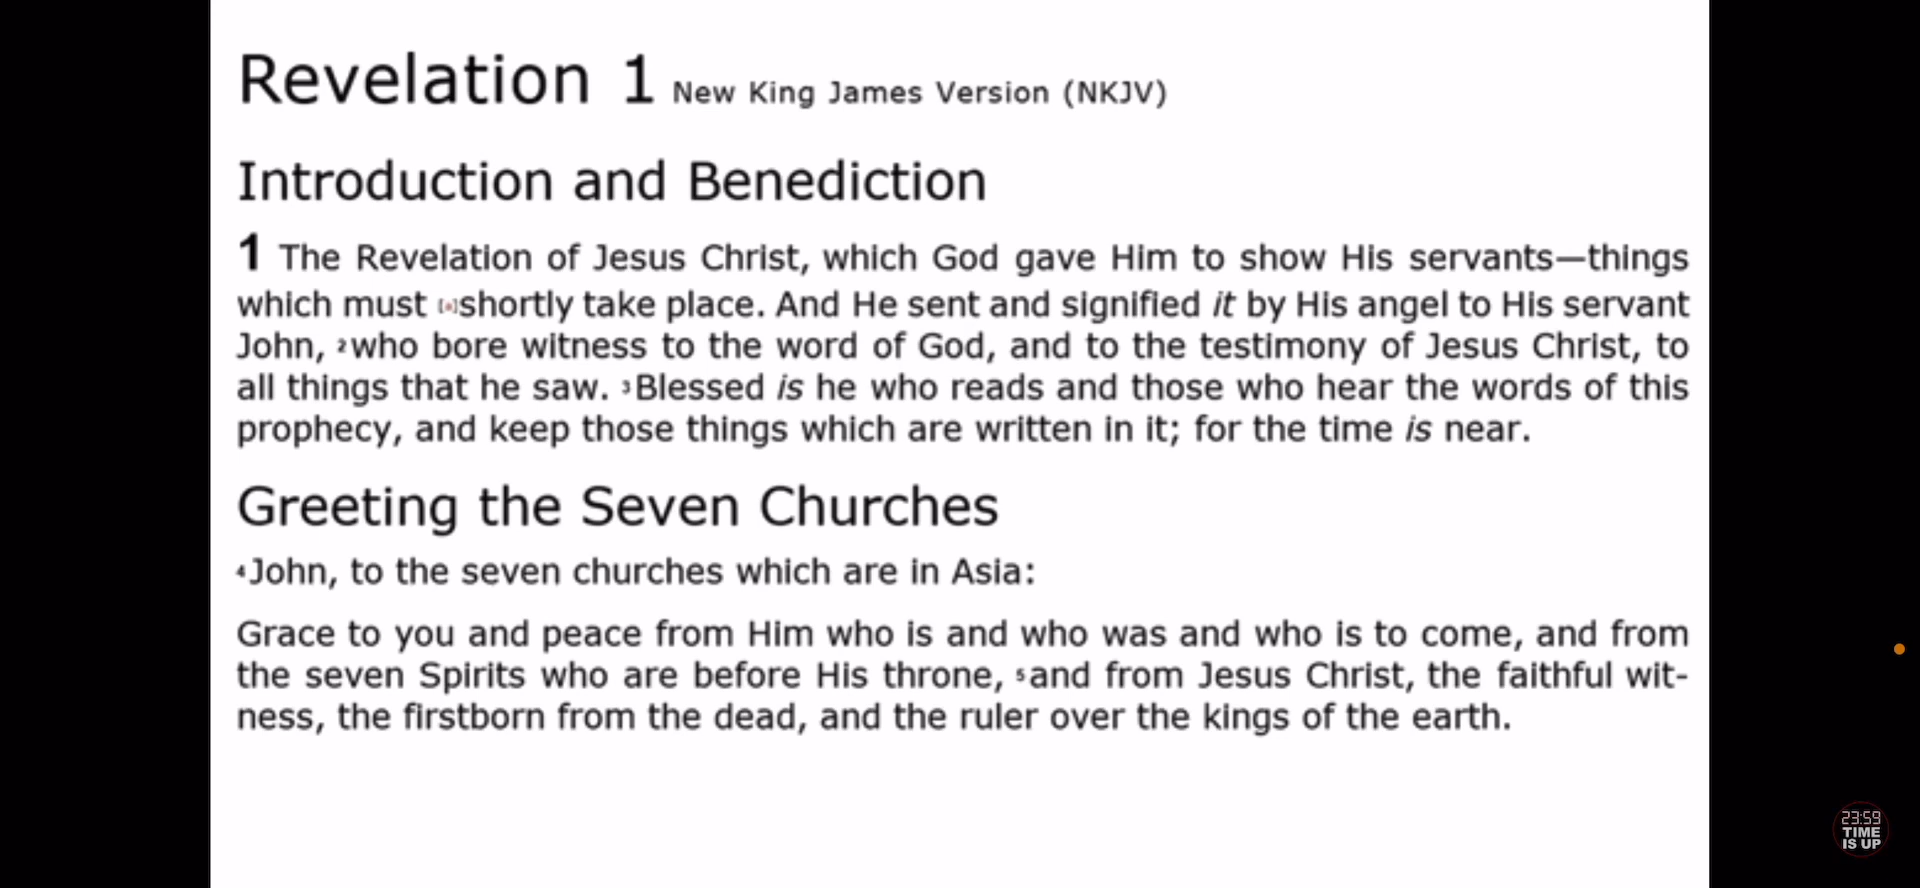 Revelation 1 New King James Version (NKJV)
Introduction and Benediction
1 The Revelation of Jesus Christ, which God gave Him to show His servants—things
which must [a]shortly take place. And He sent and signified it by His angel to His servant
John, 2 who bore witness to the word of God, and to the testimony of Jesus Christ, to
all things that he saw. 3 Blessed is he who reads and those who hear the words of this
prophecy, and keep those things which are written in it; for the time is near.
Greeting the Seven Churches
4 John, to the seven churches which are in Asia:
Grace to you and peace from Him who is and who was and who is to come, and from
the seven Spirits who are before His throne, 5 and from Jesus Christ, the faithful wit-
ness, the firstborn from the dead, and the ruler over the kings of the earth.
23:59
TIME
IS UP